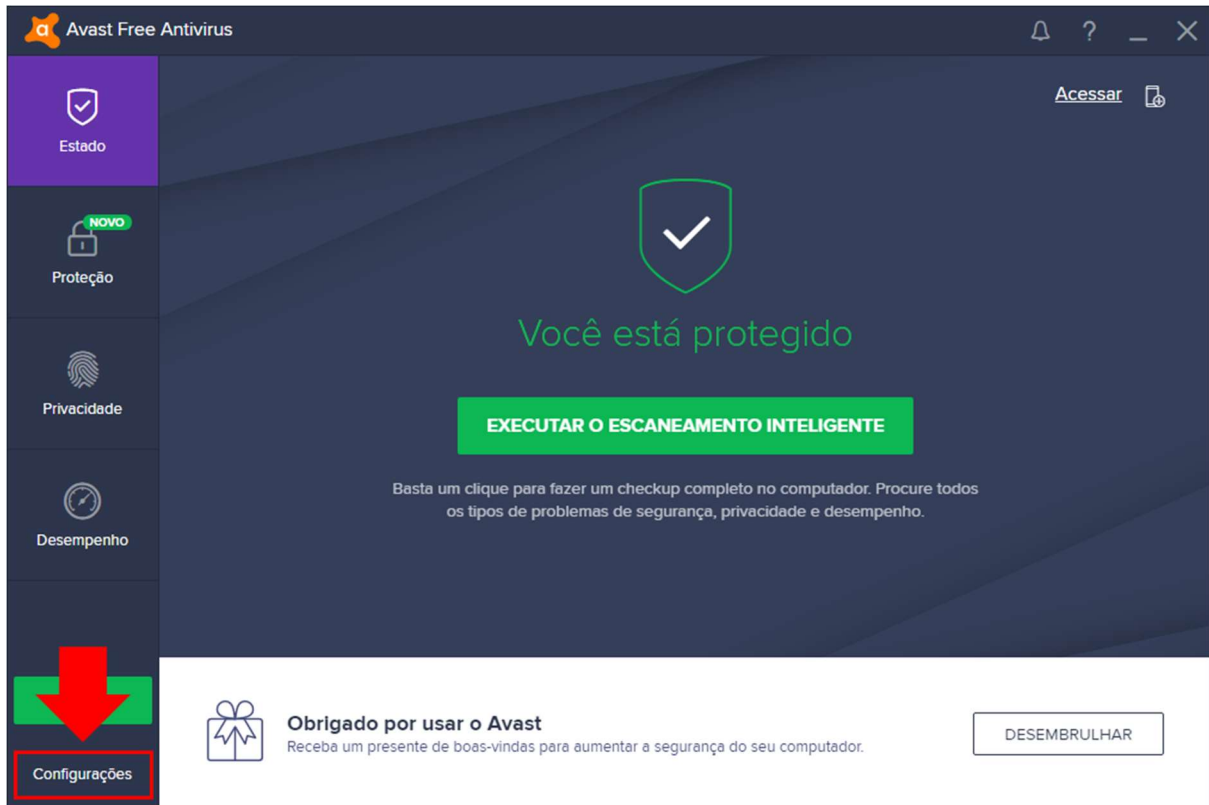 Avast Free Antivirus
?
Acessar
Estado
NOVO
Proteção
Você está protegido
Privacidade
EXECUTAR O ESCANEAMENTO INTELIGENTE
Basta um clique para fazer um checkup completo no computador. Procure todos
os tipos de problemas de segurança, privacidade e desempenho.
Desempenho
Obrigado por usar o Avast
Receba um presente de boas-vindas para aumentar a segurança do seu computador.
DESEMBRULHAR
Configurações